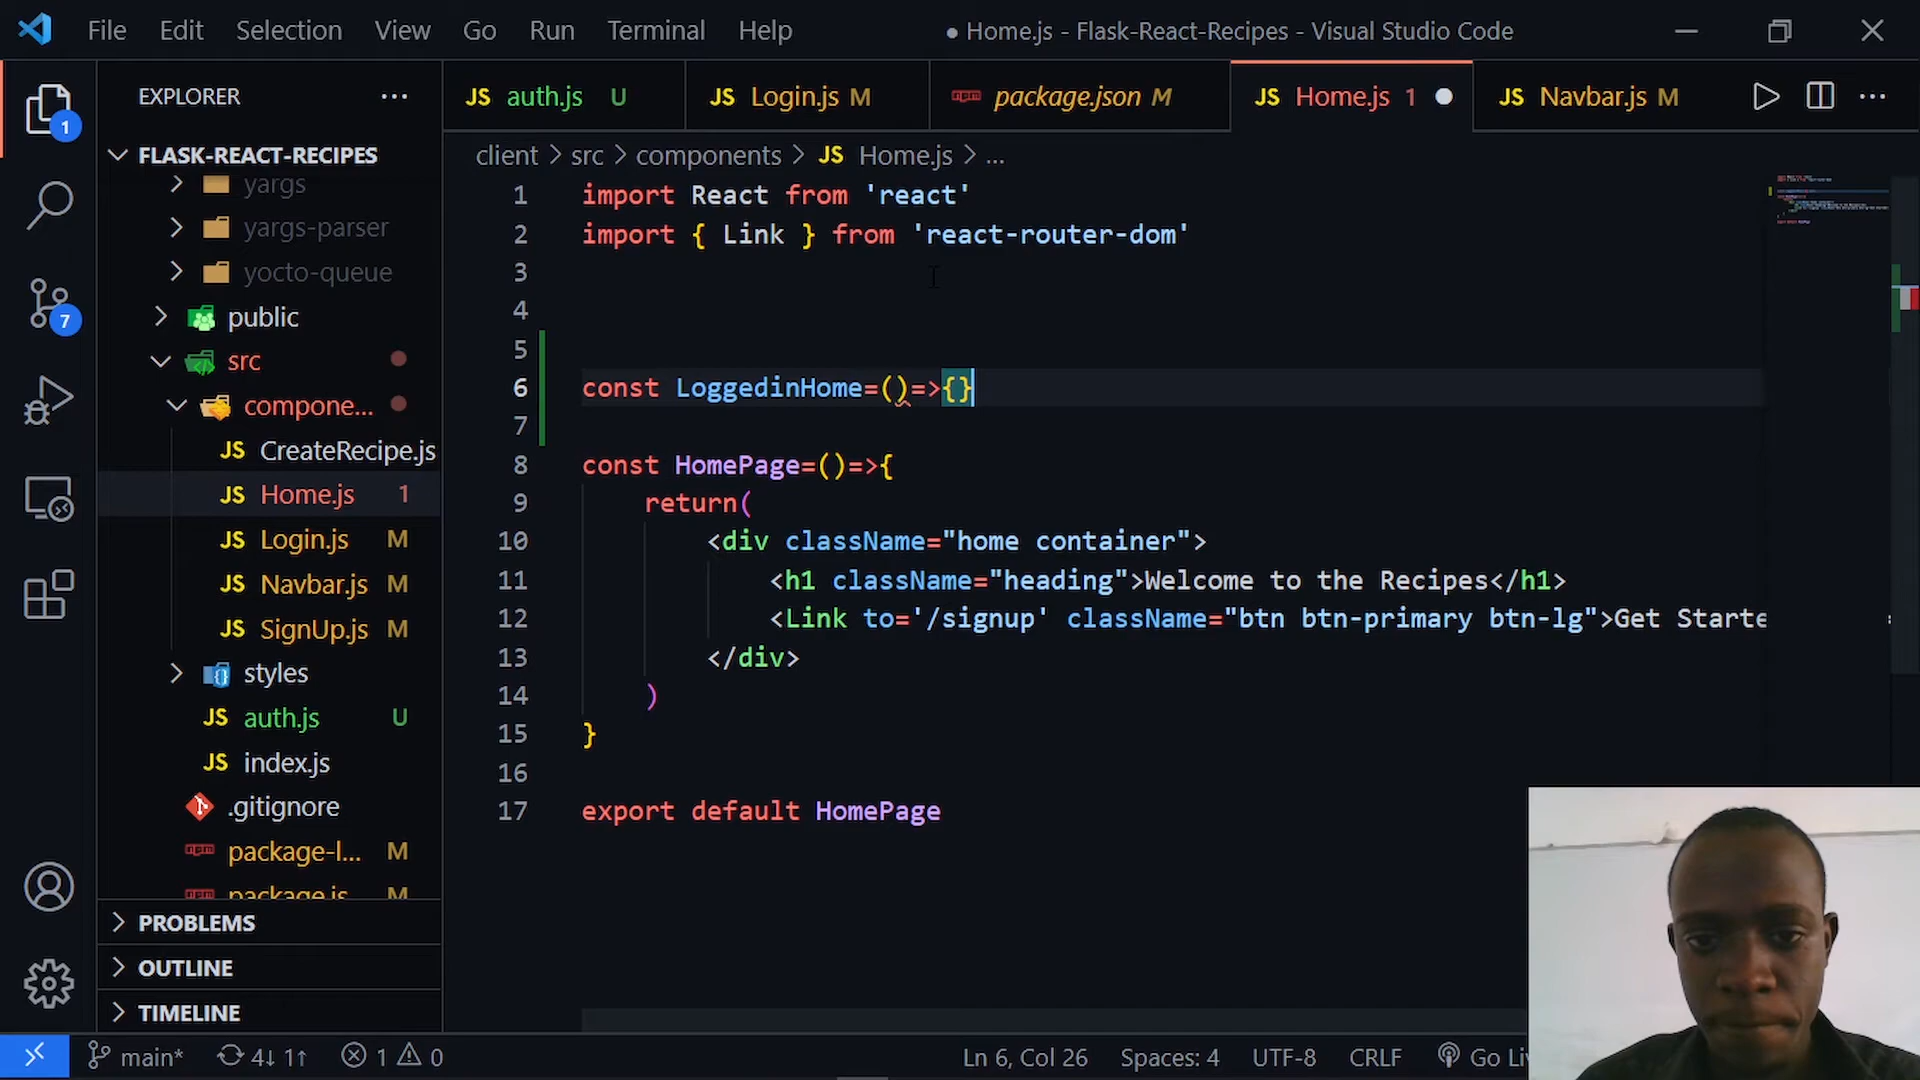 File Edit Selection View Go Run Terminal Help ● Home.js - Flask-React-Recipes - Visual Studio Code
EXPLORER ...
JS auth.js U JS Login.js M npm package.json M JS Home.js 1 ● JS Navbar.js M ...
client > src > components > JS Home.js > ...
1
FLASK-REACT-RECIPES
yargs
yargs-parser
yocto-queue
public
src
compone...
JS CreateRecipe.js
JS Home.js 1
JS Login.js M
JS Navbar.js M
JS SignUp.js M
styles
JS auth.js U
JS index.js
.gitignore
npm package-l... M
npm package.js M
PROBLEMS
OUTLINE
TIMELINE
7
1 import React from 'react'
2 import { Link } from 'react-router-dom'
3
4
5
6 const LoggedinHome=()=>{}
7
8 const HomePage=()=>{
9 return(
10 <div className="home container">
11 <h1 className="heading">Welcome to the Recipes</h1>
12 <Link to='/signup' className="btn btn-primary btn-lg">Get Starte
13 </div>
14 )
15 }
16
17 export default HomePage
main* 4↓ 1↑ 1 0 Ln 6, Col 26 Spaces: 4 UTF-8 CRLF Go Li